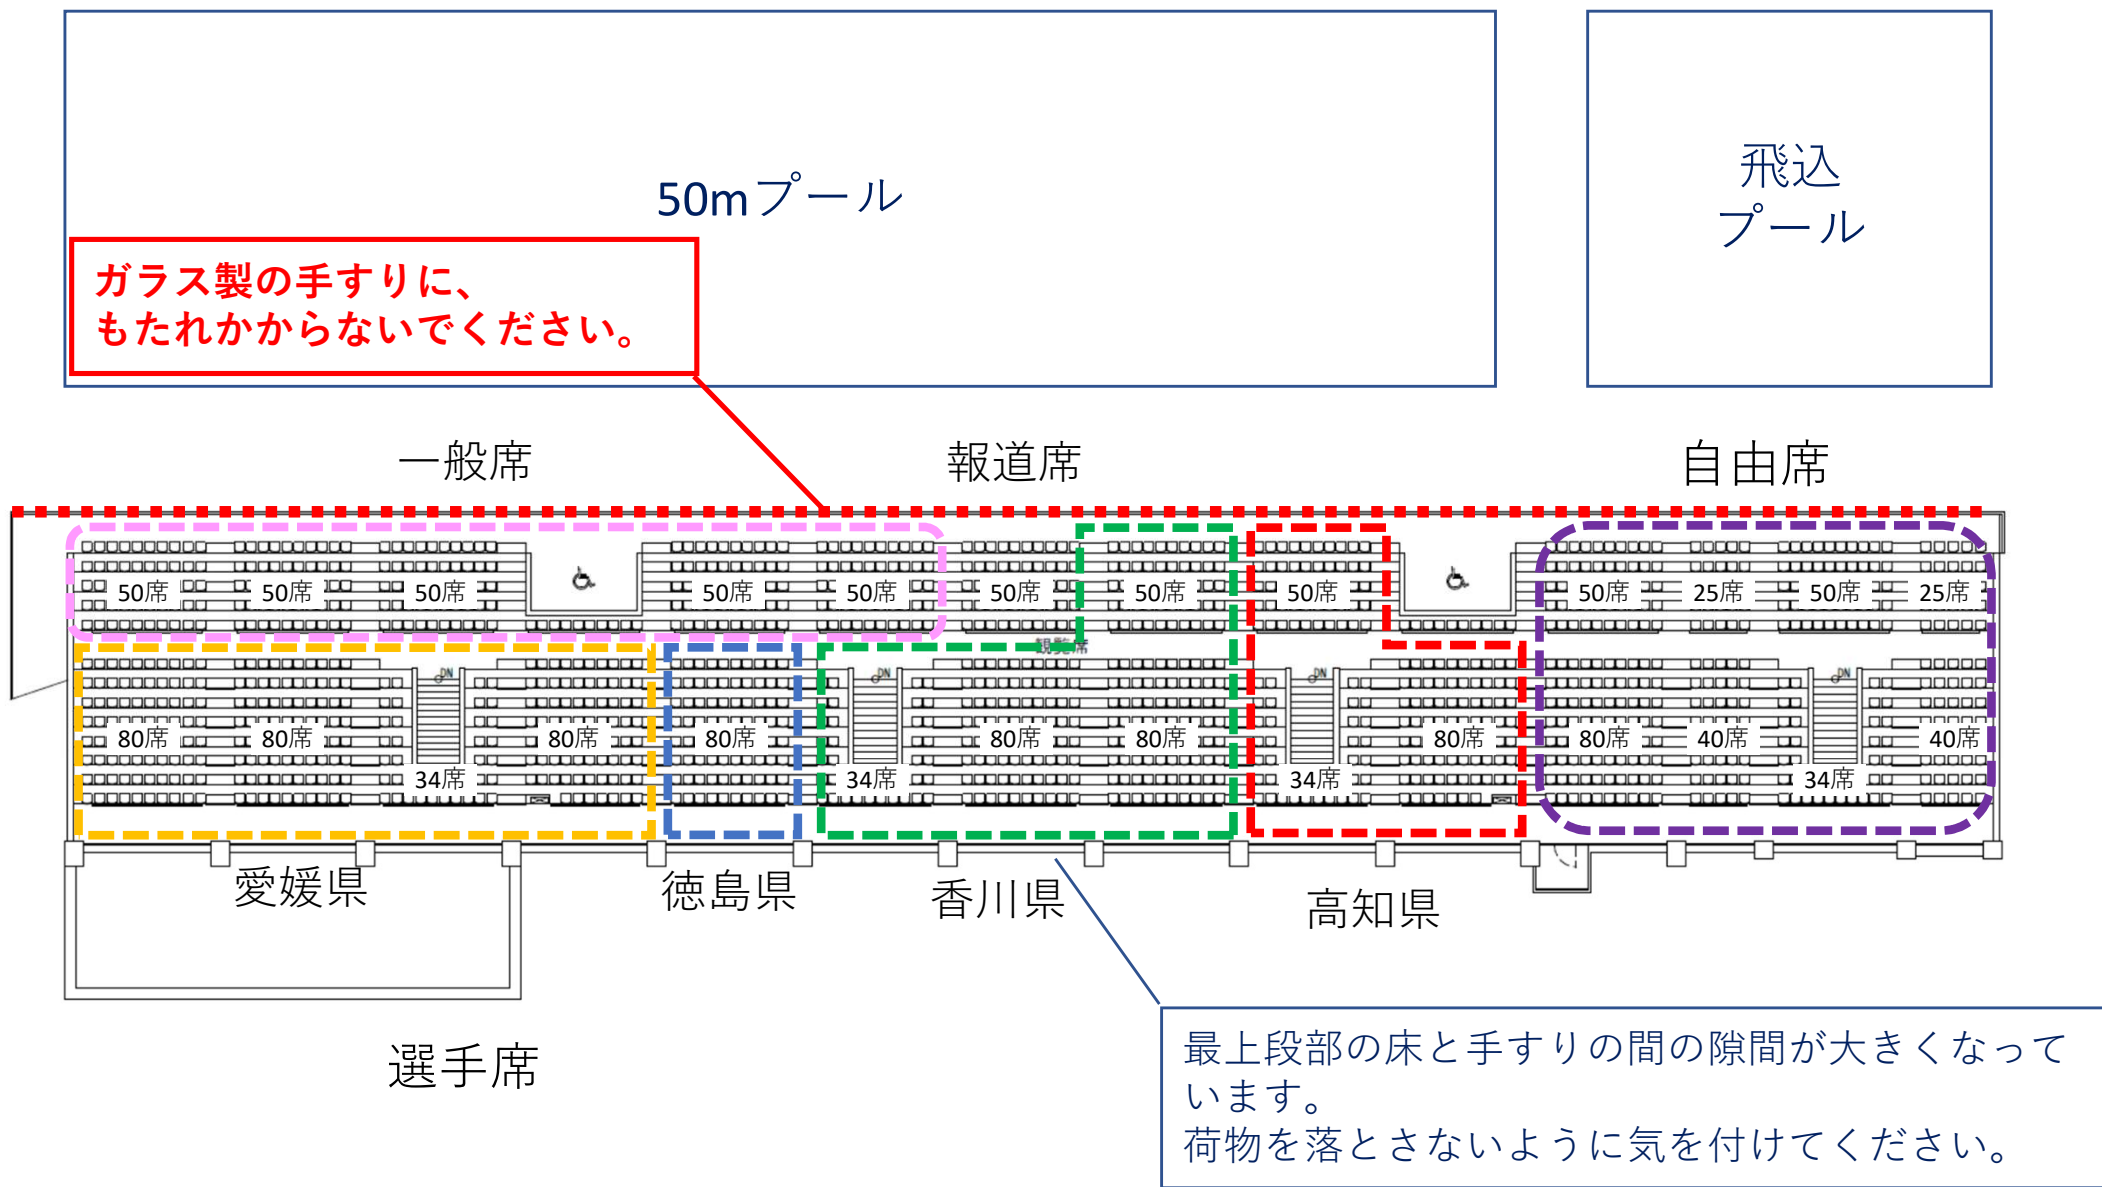 50mプール
飛込
プール
ガラス製の手すりに、
もたれかからないでください。
一般席
報道席
自由席
50席
50席
50席
50席
50席
50席
50席
50席
50席
25席
50席
25席
観覧席
DN
DN
DN
DN
80席
80席
80席
80席
80席
80席
80席
80席
40席
40席
34席
34席
34席
34席
愛媛県
徳島県
香川県
高知県
選手席
最上段部の床と手すりの間の隙間が大きくなって
います。
荷物を落とさないように気を付けてください。